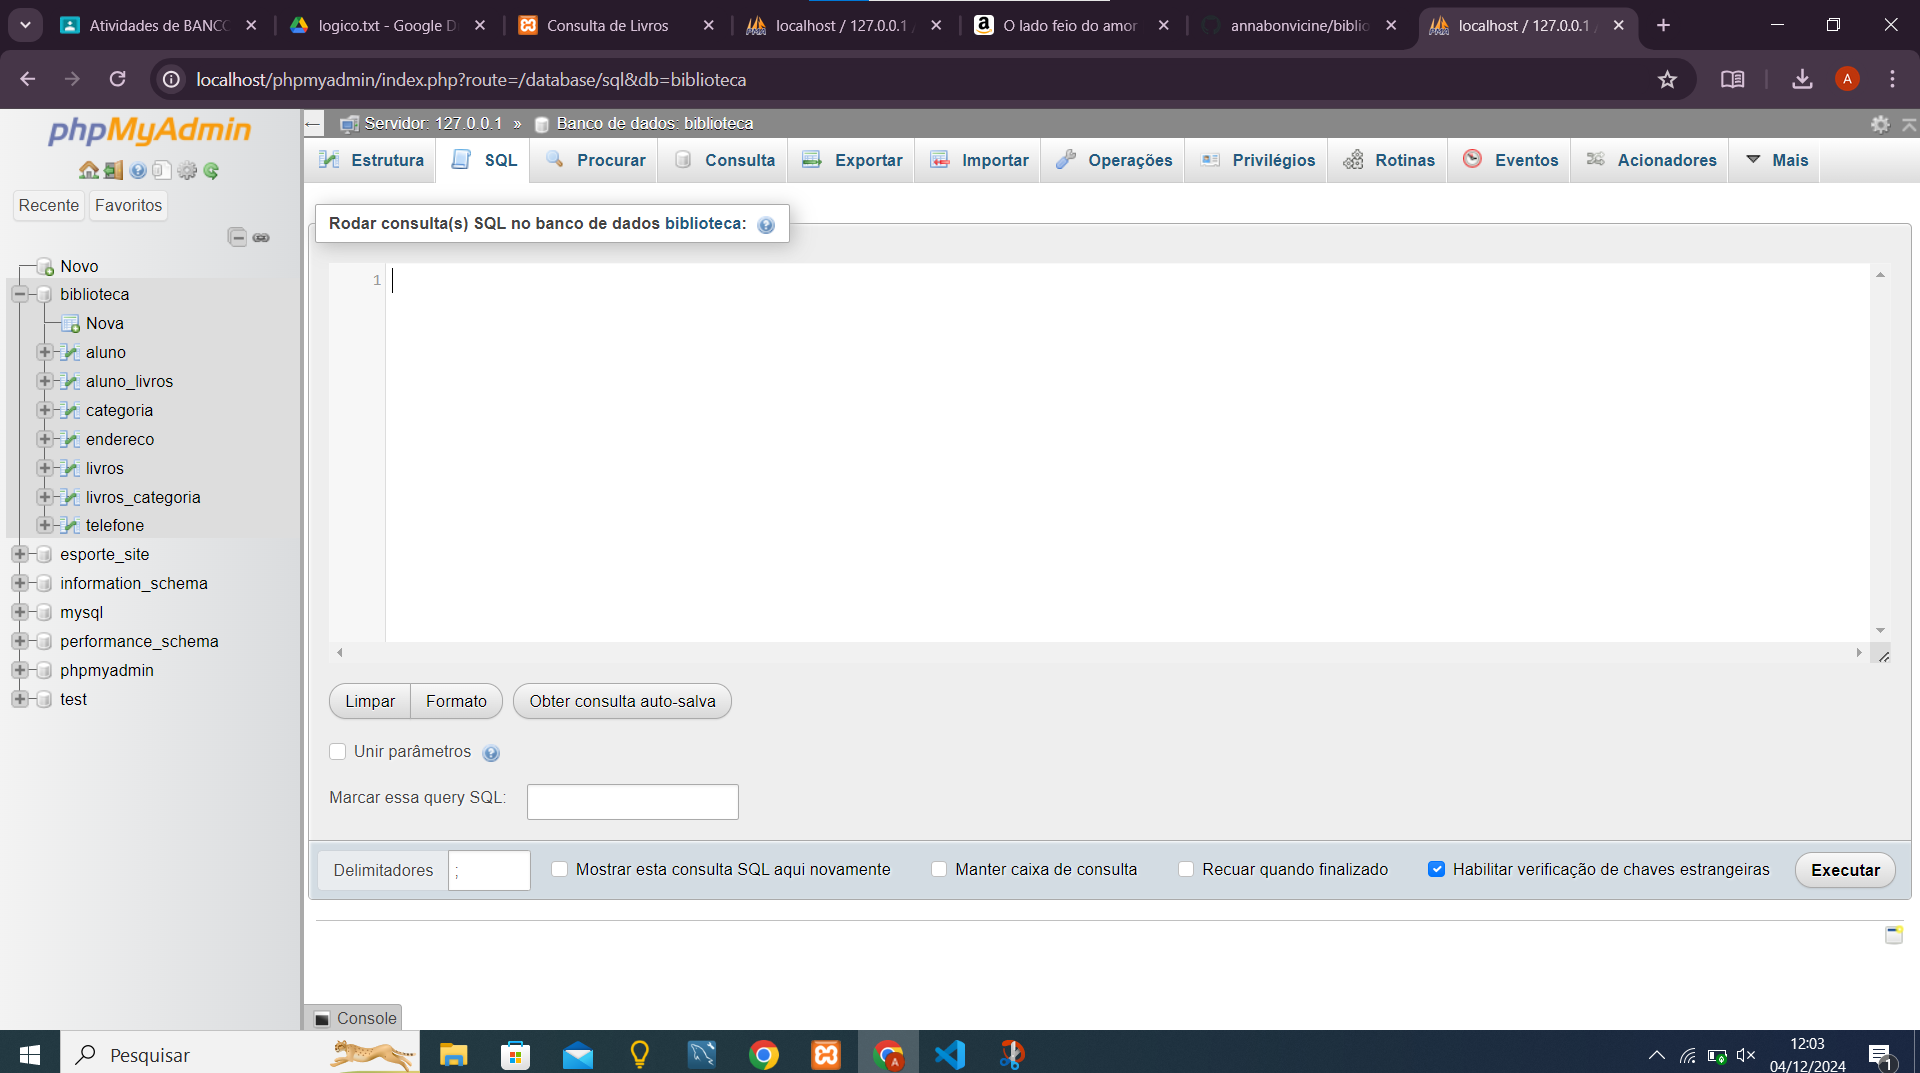 Atividades de BANCO
logico.txt - Google D
Consulta de Livros
localhost / 127.0.0.1 /
O lado feio do amor
annabonvicine/biblio
localhost / 127.0.0.1 /
localhost/phpmyadmin/index.php?route=/database/sql&db=biblioteca
A
phpMyAdmin
Recente
Favoritos
Novo
biblioteca
Nova
aluno
aluno_livros
categoria
endereco
livros
livros_categoria
telefone
esporte_site
information_schema
mysql
performance_schema
phpmyadmin
test
Servidor: 127.0.0.1 » Banco de dados: biblioteca
Estrutura
SQL
Procurar
Consulta
Exportar
Importar
Operações
Privilégios
Rotinas
Eventos
Acionadores
Mais
Rodar consulta(s) SQL no banco de dados biblioteca:
1
Limpar
Formato
Obter consulta auto-salva
Unir parâmetros
Marcar essa query SQL:
Delimitadores
;
Mostrar esta consulta SQL aqui novamente
Manter caixa de consulta
Recuar quando finalizado
Habilitar verificação de chaves estrangeiras
Executar
Console
Pesquisar
12:03
04/12/2024
1